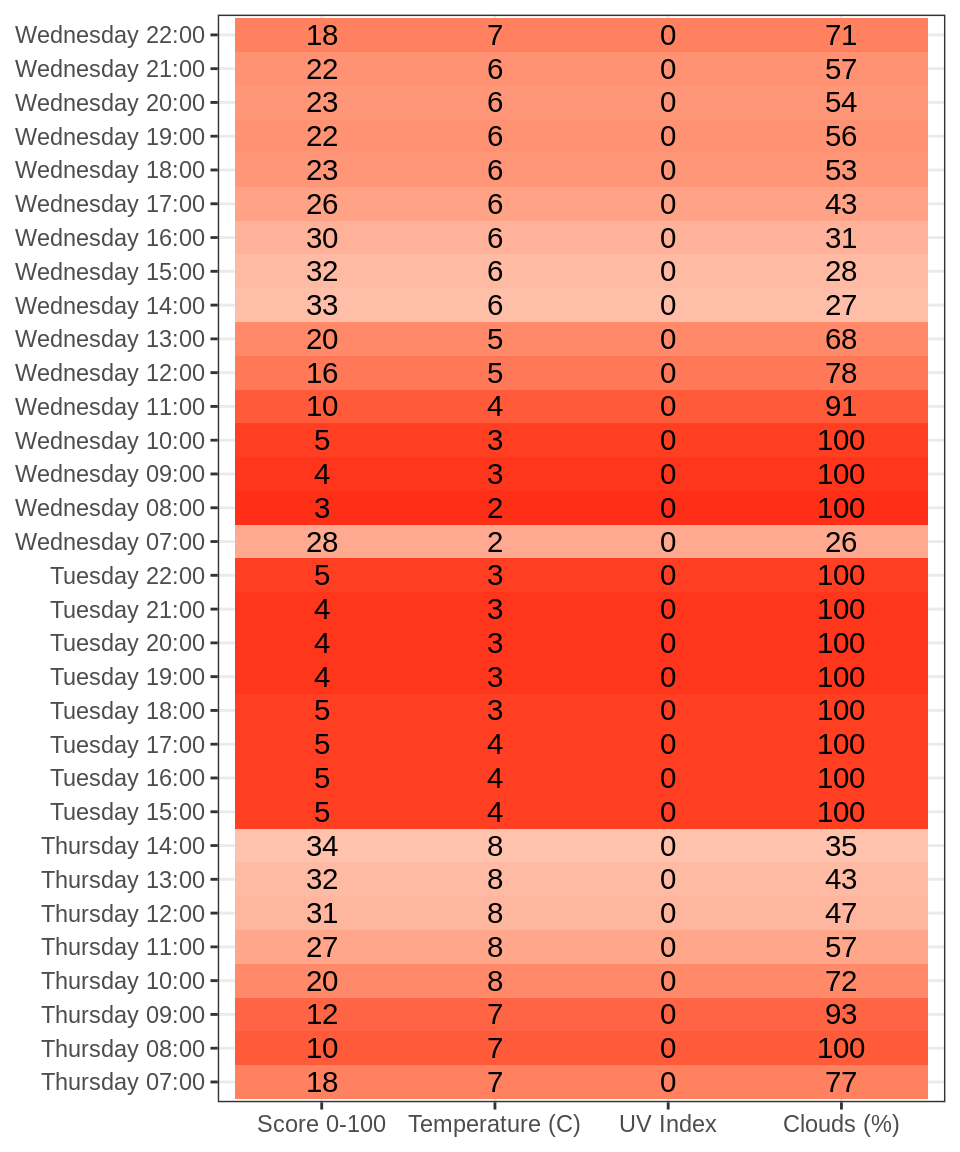 Wednesday 22:00 18 7 0 71
Wednesday 21:00 22 6 0 57
Wednesday 20:00 23 6 0 54
Wednesday 19:00 22 6 0 56
Wednesday 18:00 23 6 0 53
Wednesday 17:00 26 6 0 43
Wednesday 16:00 30 6 0 31
Wednesday 15:00 32 6 0 28
Wednesday 14:00 33 6 0 27
Wednesday 13:00 20 5 0 68
Wednesday 12:00 16 5 0 78
Wednesday 11:00 10 4 0 91
Wednesday 10:00 5 3 0 100
Wednesday 09:00 4 3 0 100
Wednesday 08:00 3 2 0 100
Wednesday 07:00 28 2 0 26
Tuesday 22:00 5 3 0 100
Tuesday 21:00 4 3 0 100
Tuesday 20:00 4 3 0 100
Tuesday 19:00 4 3 0 100
Tuesday 18:00 5 3 0 100
Tuesday 17:00 5 4 0 100
Tuesday 16:00 5 4 0 100
Tuesday 15:00 5 4 0 100
Thursday 14:00 34 8 0 35
Thursday 13:00 32 8 0 43
Thursday 12:00 31 8 0 47
Thursday 11:00 27 8 0 57
Thursday 10:00 20 8 0 72
Thursday 09:00 12 7 0 93
Thursday 08:00 10 7 0 100
Thursday 07:00 18 7 0 77
Score 0-100 Temperature (C) UV Index Clouds (%)